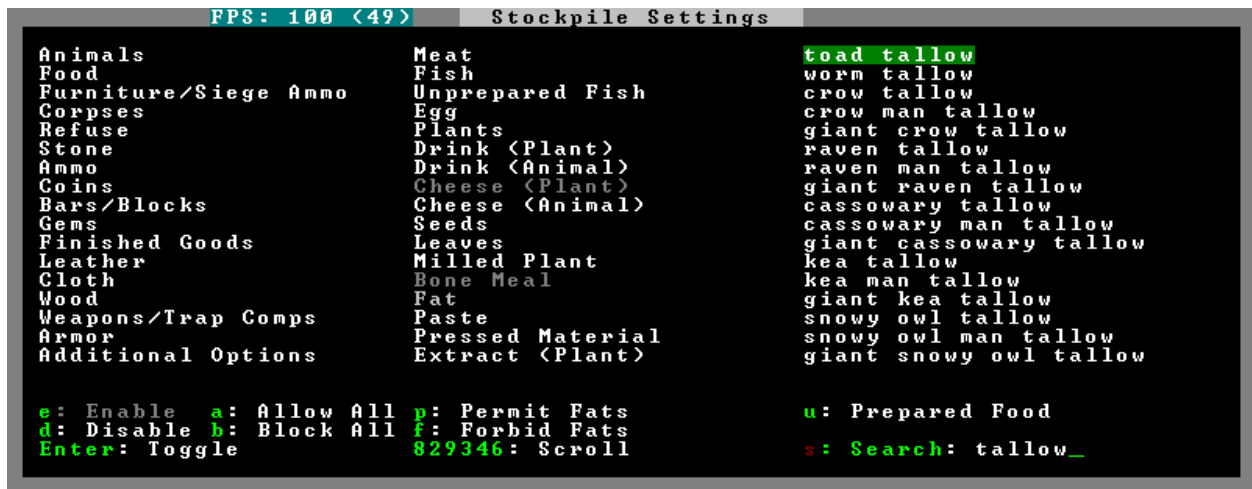 FPS: 100 (49) Stockpile Settings
Animals Meat toad tallow
Food Fish worm tallow
Furniture/Siege Ammo Unprepared Fish crow tallow
Corpses Egg crow man tallow
Refuse Plants giant crow tallow
Stone Drink (Plant) raven tallow
Ammo Drink (Animal) raven man tallow
Coins Cheese (Plant) giant raven tallow
Bars/Blocks Cheese (Animal) cassowary tallow
Gems Seeds cassowary man tallow
Finished Goods Leaves giant cassowary tallow
Leather Milled Plant kea tallow
Cloth Bone Meal kea man tallow
Wood Fat giant kea tallow
Weapons/Trap Comps Paste snowy owl tallow
Armor Pressed Material snowy owl man tallow
Additional Options Extract (Plant) giant snowy owl tallow
e: Enable a: Allow All p: Permit Fats u: Prepared Food
d: Disable b: Block All f: Forbid Fats
Enter: Toggle 829346: Scroll s: Search: tallow_